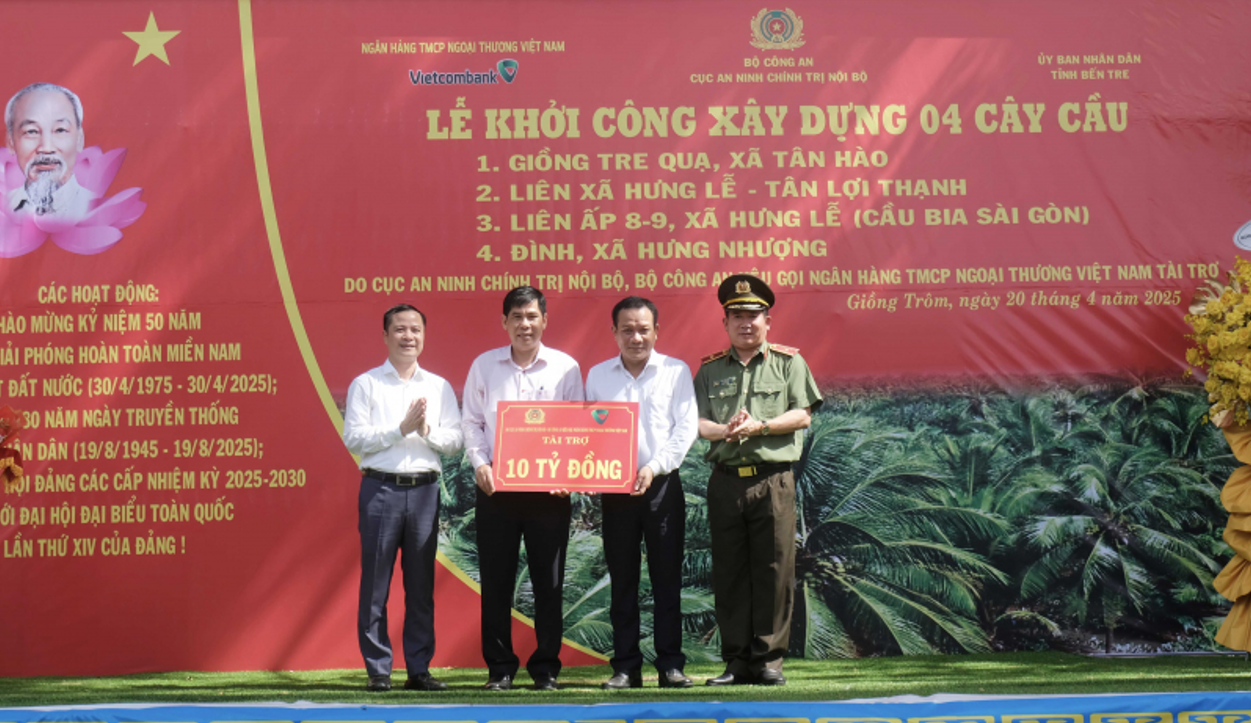 NGÂN HÀNG TMCP NGOẠI THƯƠNG VIỆT NAM
Vietcombank
BỘ CÔNG AN
CỤC AN NINH CHÍNH TRỊ NỘI BỘ
ỦY BAN NHÂN DÂN
TỈNH BẾN TRE
LỄ KHỞI CÔNG XÂY DỰNG 04 CÂY CẦU
1. GIỒNG TRE QUẠ, XÃ TÂN HÀO
2. LIÊN XÃ HƯNG LỄ - TÂN LỢI THẠNH
3. LIÊN ẤP 8-9, XÃ HƯNG LỄ (CẦU BIA SÀI GÒN)
4. ĐÌNH, XÃ HƯNG NHƯỢNG
DO CỤC AN NINH CHÍNH TRỊ NỘI BỘ, BỘ CÔNG AN GỌI NGÂN HÀNG TMCP NGOẠI THƯƠNG VIỆT NAM TÀI TRỢ
Giồng Trôm, ngày 20 tháng 4 năm 2025
CÁC HOẠT ĐỘNG:
MỪNG KỶ NIỆM 50 NĂM
PHÓNG HOÀN TOÀN MIỀN NAM
ĐẤT NƯỚC (30/4/1975 - 30/4/2025);
30 NĂM NGÀY TRUYỀN THỐNG
DÂN (19/8/1945 - 19/8/2025);
HỘI ĐẢNG CÁC CẤP NHIỆM KỲ 2025-2030
ĐẠI HỘI ĐẠI BIỂU TOÀN QUỐC
LẦN THỨ XIV CỦA ĐẢNG !
TÀI TRỢ
10 TỶ ĐỒNG